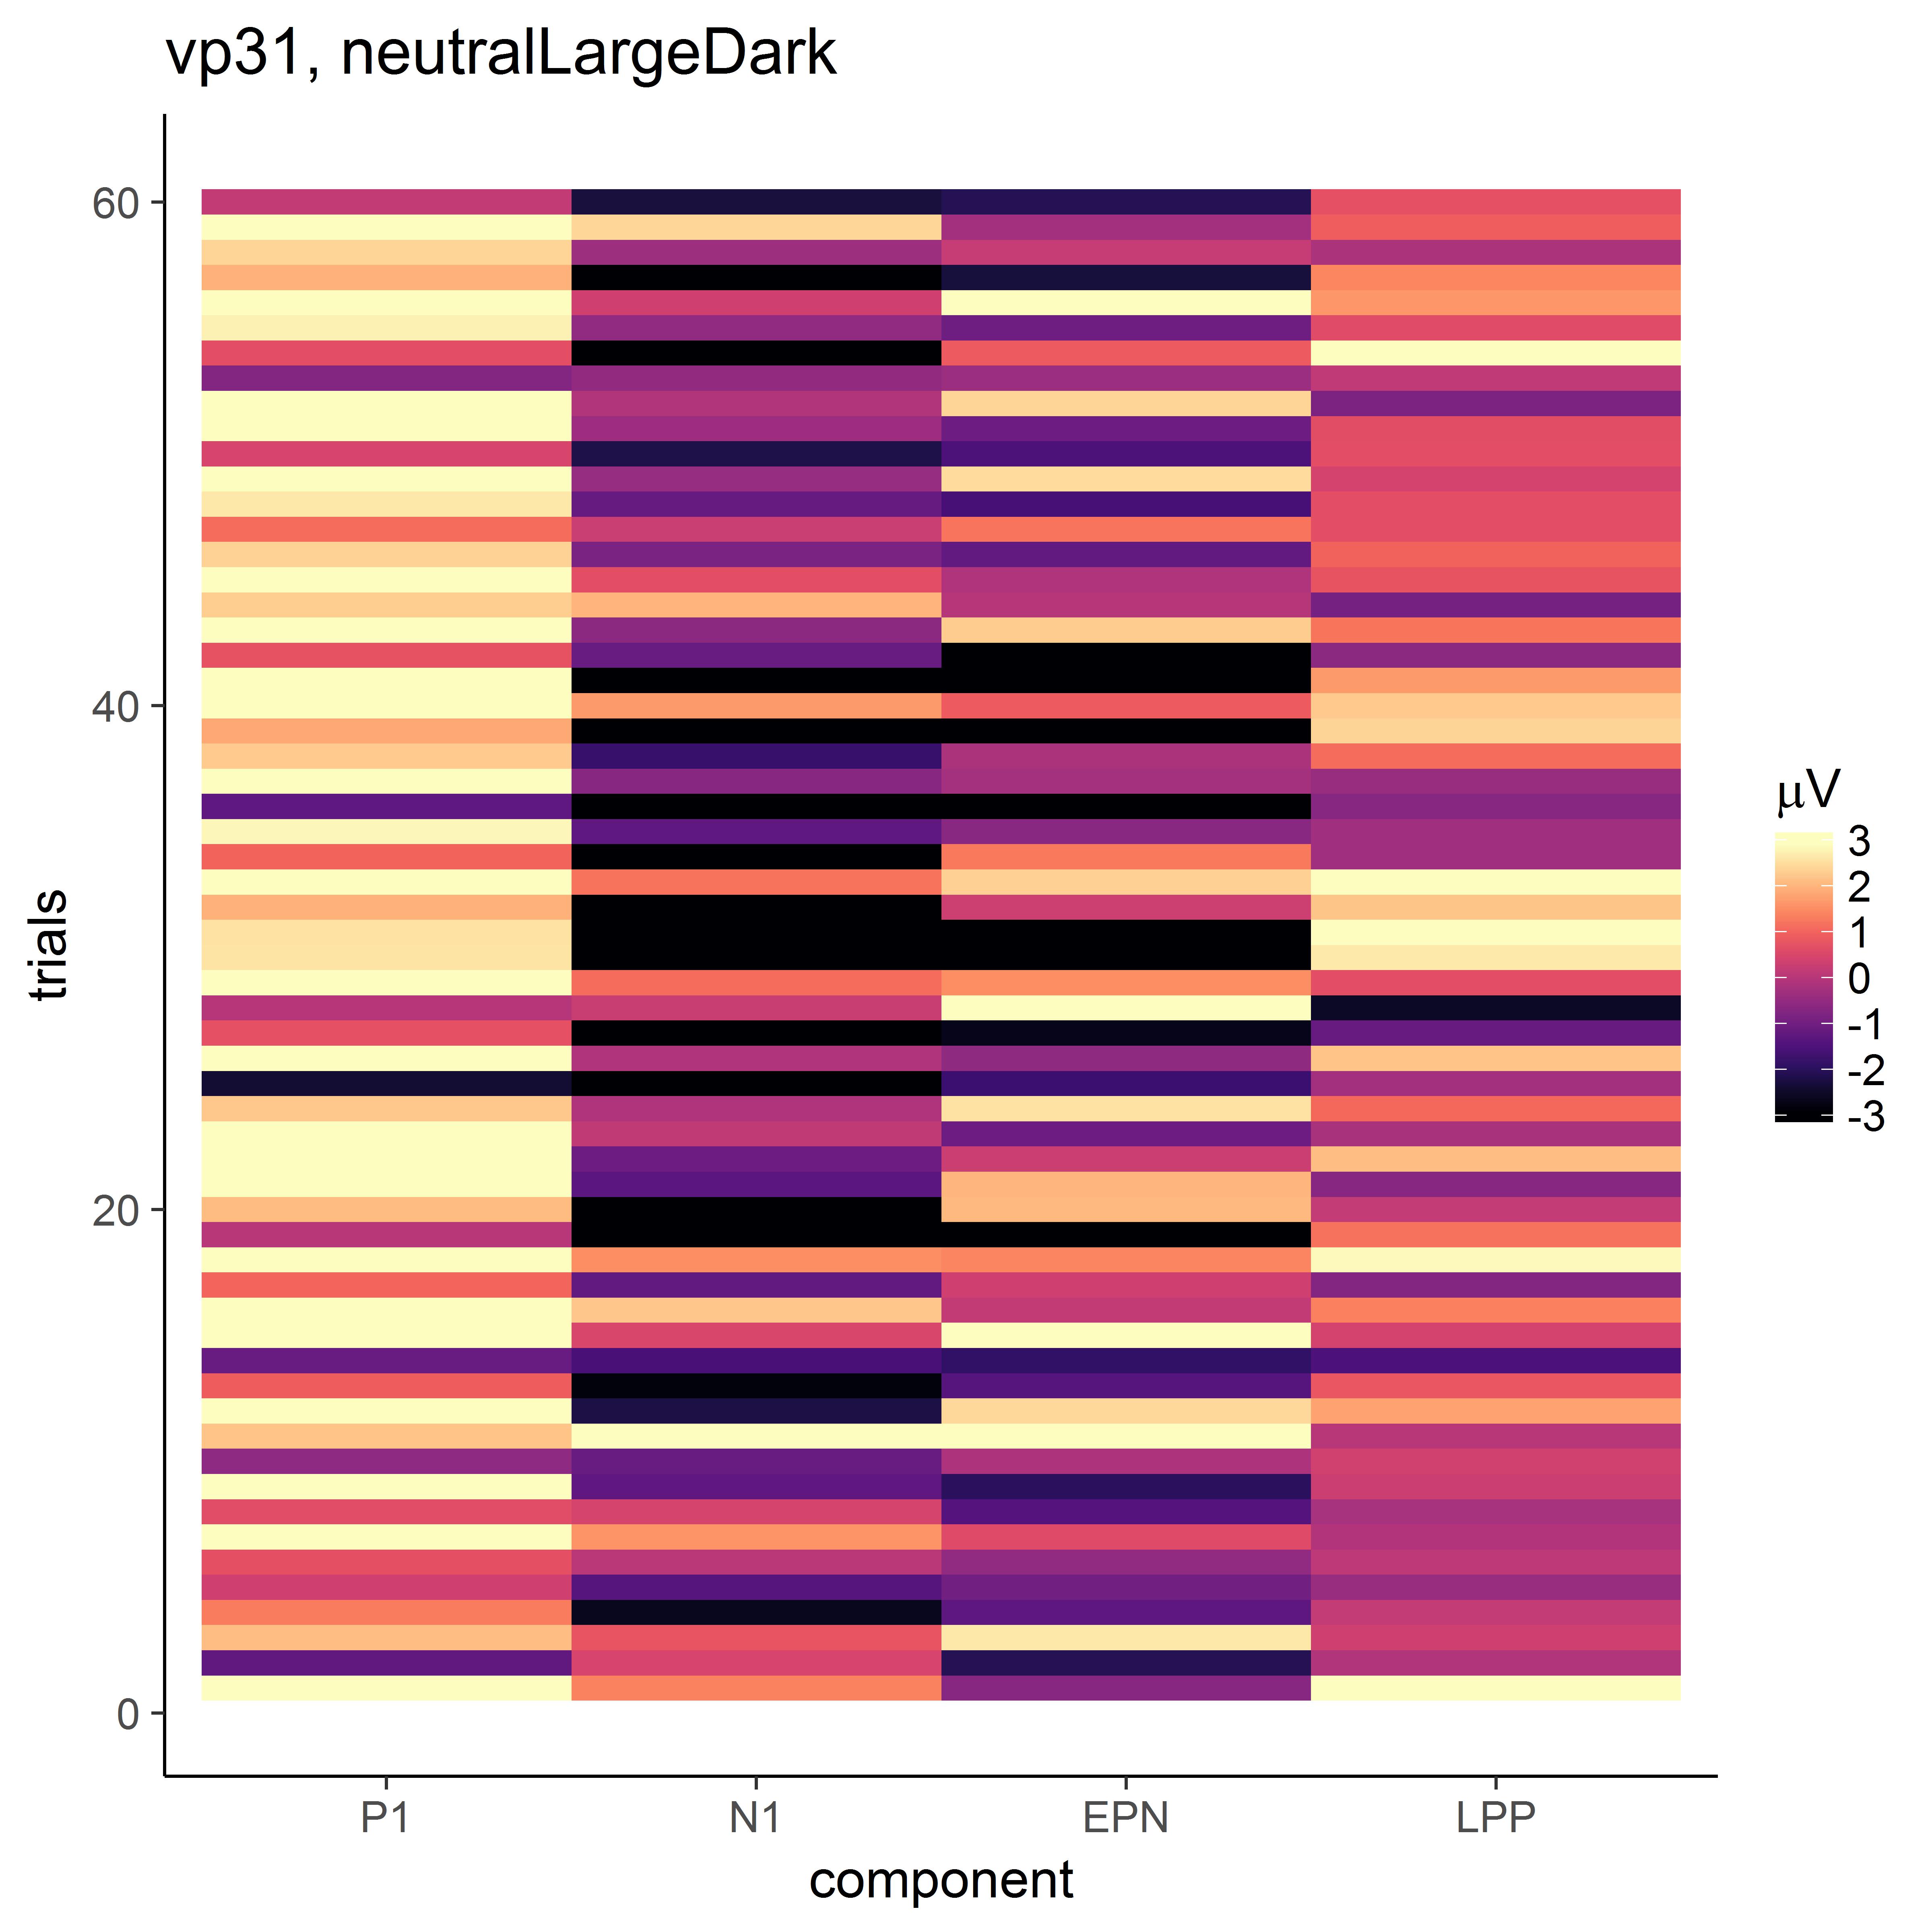 vp31, neutralLargeDark
60
40
20
0
trials
P1
N1
EPN
LPP
component
μV
3
2
1
0
-1
-2
-3